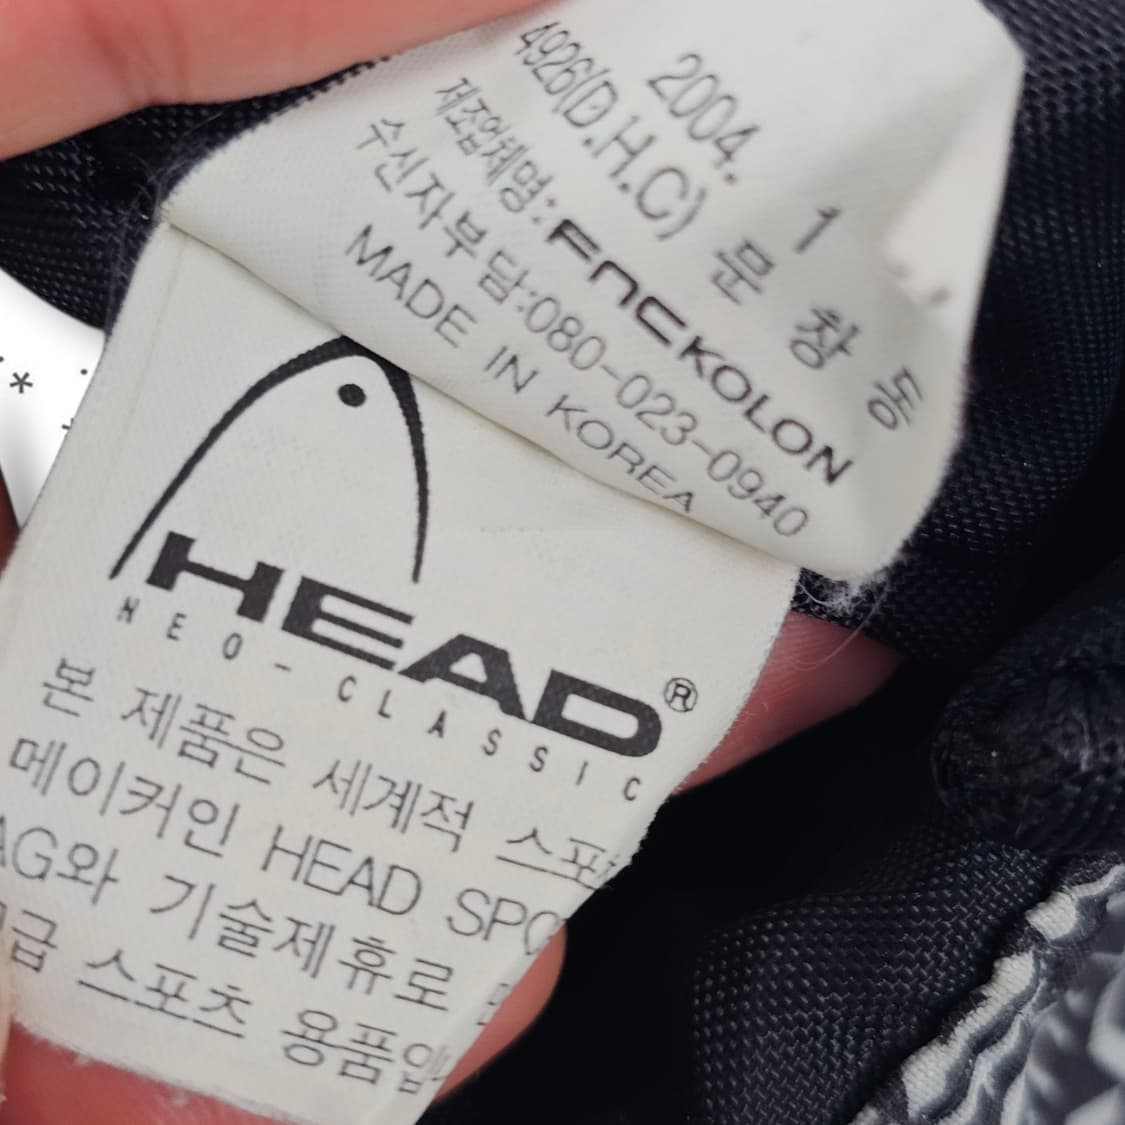 2004. 1
4926(D.H.C) 문 창 동
제조업체명: FnCKOLON
수신자부담:080-023-0940
MADE IN KOREA
HEAD®
NEO-CLASSIC
본 제품은 세계적 스포
메이커인 HEAD SPO
AG와 기술제휴로
급 스포츠 용품입